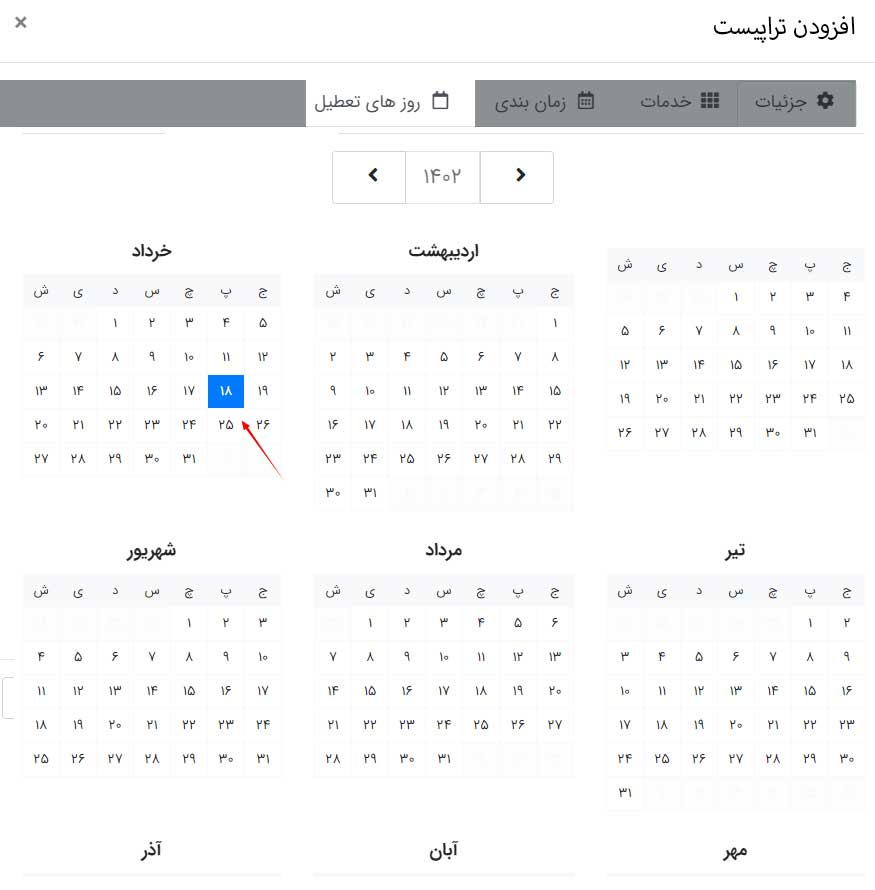 افزودن تراپیست
×
جزئیات
خدمات
زمان بندی
روز های تعطیل
۱۴۰۲
ش ی د س چ پ ج
۱ ۲ ۳ ۴
۵ ۶ ۷ ۸ ۹ ۱۰ ۱۱
۱۲ ۱۳ ۱۴ ۱۵ ۱۶ ۱۷ ۱۸
۱۹ ۲۰ ۲۱ ۲۲ ۲۳ ۲۴ ۲۵
۲۶ ۲۷ ۲۸ ۲۹ ۳۰ ۳۱
اردیبهشت
ش ی د س چ پ ج
۱
۲ ۳ ۴ ۵ ۶ ۷ ۸
۹ ۱۰ ۱۱ ۱۲ ۱۳ ۱۴ ۱۵
۱۶ ۱۷ ۱۸ ۱۹ ۲۰ ۲۱ ۲۲
۲۳ ۲۴ ۲۵ ۲۶ ۲۷ ۲۸ ۲۹
۳۰ ۳۱
خرداد
ش ی د س چ پ ج
۱ ۲ ۳ ۴ ۵
۶ ۷ ۸ ۹ ۱۰ ۱۱ ۱۲
۱۳ ۱۴ ۱۵ ۱۶ ۱۷ ۱۸ ۱۹
۲۰ ۲۱ ۲۲ ۲۳ ۲۴ ۲۵ ۲۶
۲۷ ۲۸ ۲۹ ۳۰ ۳۱
تیر
ش ی د س چ پ ج
۱ ۲
۳ ۴ ۵ ۶ ۷ ۸ ۹
۱۰ ۱۱ ۱۲ ۱۳ ۱۴ ۱۵ ۱۶
۱۷ ۱۸ ۱۹ ۲۰ ۲۱ ۲۲ ۲۳
۲۴ ۲۵ ۲۶ ۲۷ ۲۸ ۲۹ ۳۰
۳۱
مرداد
ش ی د س چ پ ج
۱ ۲ ۳ ۴ ۵ ۶
۷ ۸ ۹ ۱۰ ۱۱ ۱۲ ۱۳
۱۴ ۱۵ ۱۶ ۱۷ ۱۸ ۱۹ ۲۰
۲۱ ۲۲ ۲۳ ۲۴ ۲۵ ۲۶ ۲۷
۲۸ ۲۹ ۳۰ ۳۱
شهریور
ش ی د س چ پ ج
۱ ۲ ۳
۴ ۵ ۶ ۷ ۸ ۹ ۱۰
۱۱ ۱۲ ۱۳ ۱۴ ۱۵ ۱۶ ۱۷
۱۸ ۱۹ ۲۰ ۲۱ ۲۲ ۲۳ ۲۴
۲۵ ۲۶ ۲۷ ۲۸ ۲۹ ۳۰ ۳۱
مهر
آبان
آذر